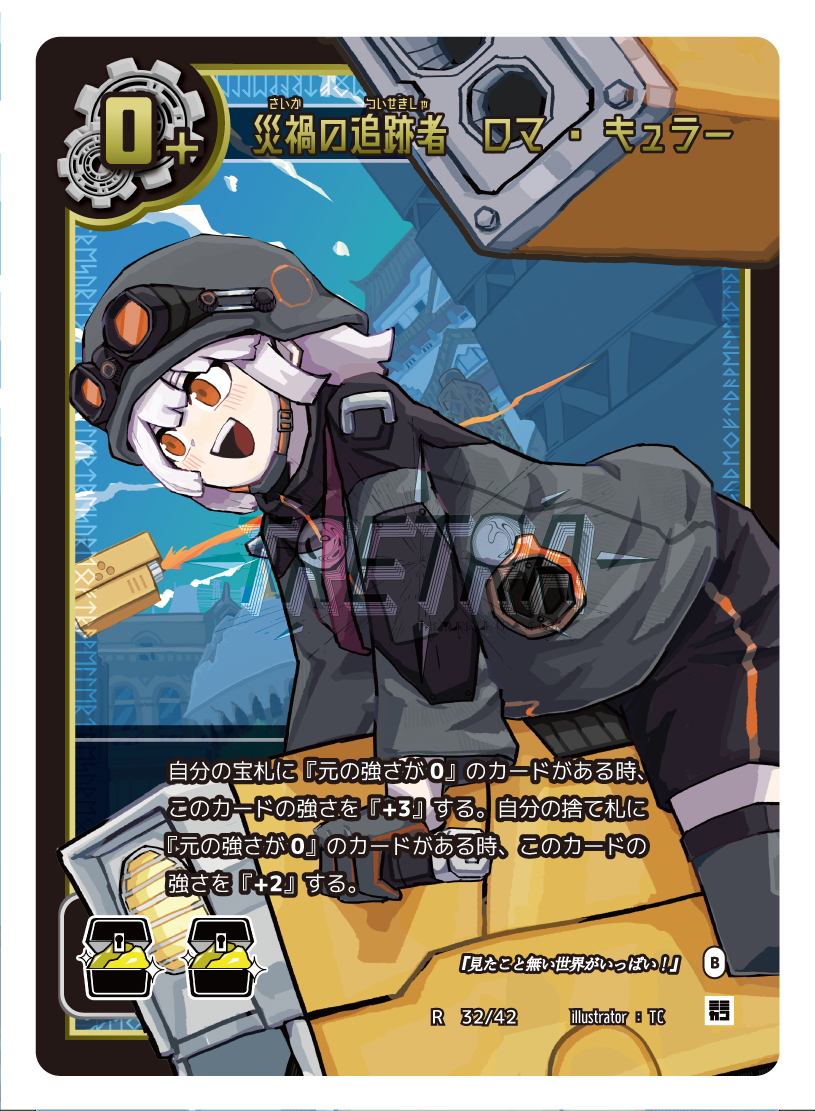 0+
さいか ついせきしゃ
災禍の追跡者 ロマ・キュラー
TRETRA
自分の宝札に『元の強さが0』のカードがある時、
このカードの強さを『+3』する。自分の捨て札に
『元の強さが0』のカードがある時、このカードの
強さを『+2』する。
「見たこと無い世界がいっぱい！」
B
R 32/42 illustrator：TC